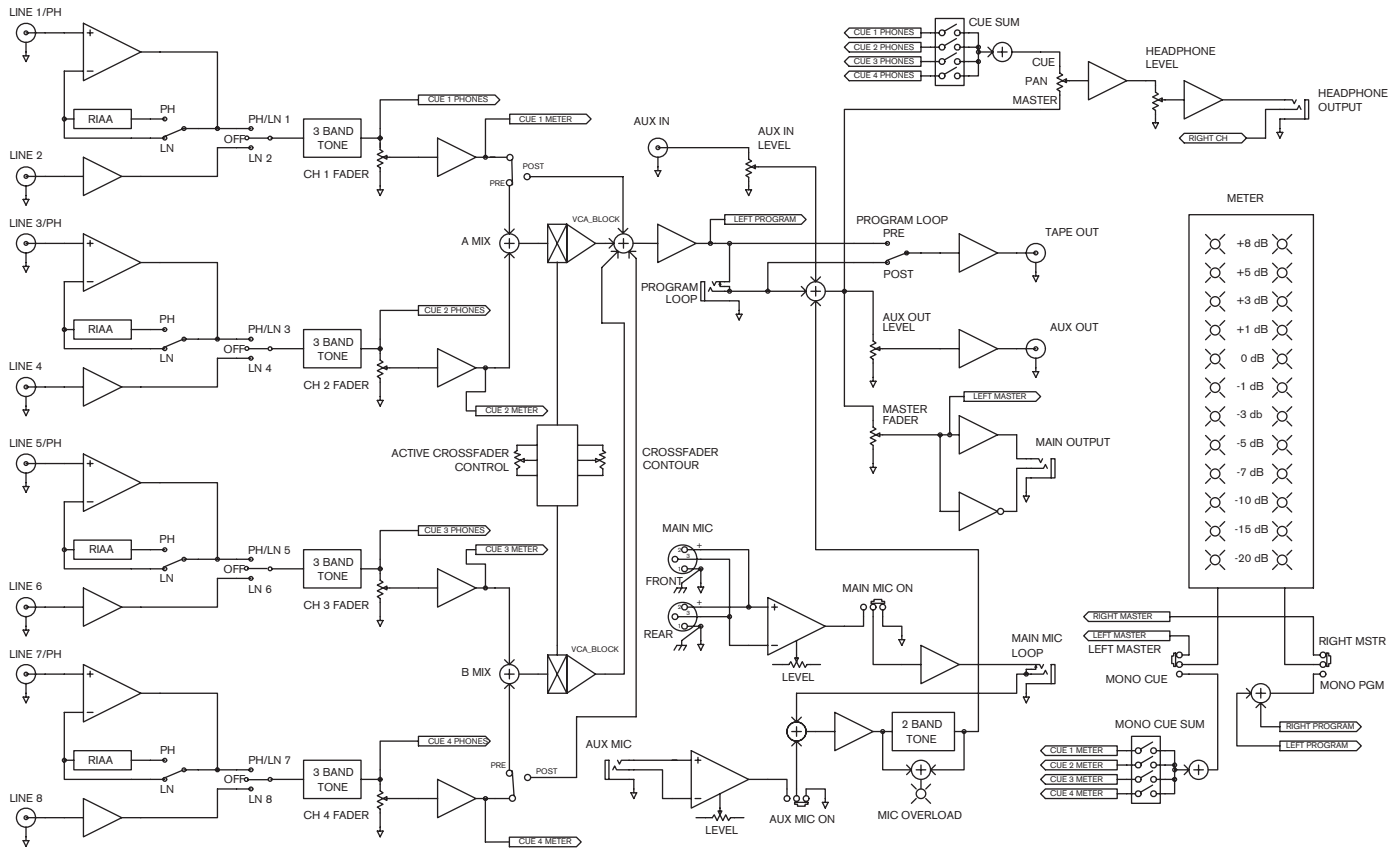 LINE 1/PH
+
−
RIAA
PH
LN
PH/LN 1
OFF
LN 2
3 BAND
TONE
CUE 1 PHONES
CUE 1 METER
CH 1 FADER
LINE 2
PRE
POST
LINE 3/PH
+
−
RIAA
PH
LN
PH/LN 3
OFF
LN 4
3 BAND
TONE
CUE 2 PHONES
CH 2 FADER
CUE 2 METER
LINE 4
A MIX
VCA_BLOCK
LEFT PROGRAM
ACTIVE CROSSFADER
CONTROL
CROSSFADER
CONTOUR
LINE 5/PH
+
−
RIAA
PH
LN
PH/LN 5
OFF
LN 6
3 BAND
TONE
CUE 3 PHONES
CUE 3 METER
CH 3 FADER
LINE 6
B MIX
VCA_BLOCK
LINE 7/PH
+
−
RIAA
PH
LN
PH/LN 7
OFF
LN 8
3 BAND
TONE
CUE 4 PHONES
CH 4 FADER
LINE 8
PRE
POST
CUE 4 METER
CUE SUM
CUE 1 PHONES
CUE 2 PHONES
CUE 3 PHONES
CUE 4 PHONES
CUE
PAN
MASTER
HEADPHONE
LEVEL
HEADPHONE
OUTPUT
RIGHT CH
AUX IN
AUX IN
LEVEL
PROGRAM LOOP
PRE
POST
TAPE OUT
PROGRAM
LOOP
AUX OUT
LEVEL
AUX OUT
LEFT MASTER
MASTER
FADER
MAIN OUTPUT
MAIN MIC
2
+
3
1
FRONT
2
+
3
1
REAR
+
−
LEVEL
MAIN MIC ON
MAIN MIC
LOOP
AUX MIC
+
−
LEVEL
AUX MIC ON
2 BAND
TONE
MIC OVERLOAD
METER
+8 dB
+5 dB
+3 dB
+1 dB
0 dB
-1 dB
-3 db
-5 dB
-7 dB
-10 dB
-15 dB
-20 dB
RIGHT MASTER
LEFT MASTER
LEFT MASTER
MONO CUE
RIGHT MSTR
MONO PGM
RIGHT PROGRAM
LEFT PROGRAM
MONO CUE SUM
CUE 1 METER
CUE 2 METER
CUE 3 METER
CUE 4 METER